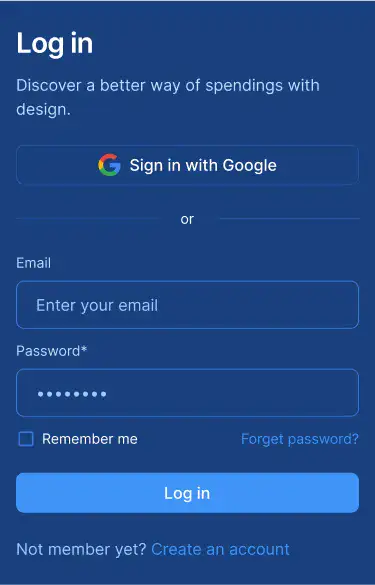 Log in
Discover a better way of spendings with
design.
Sign in with Google
or
Email
Enter your email
Password*
••••••••
Remember me
Forget password?
Log in
Not member yet? Create an account